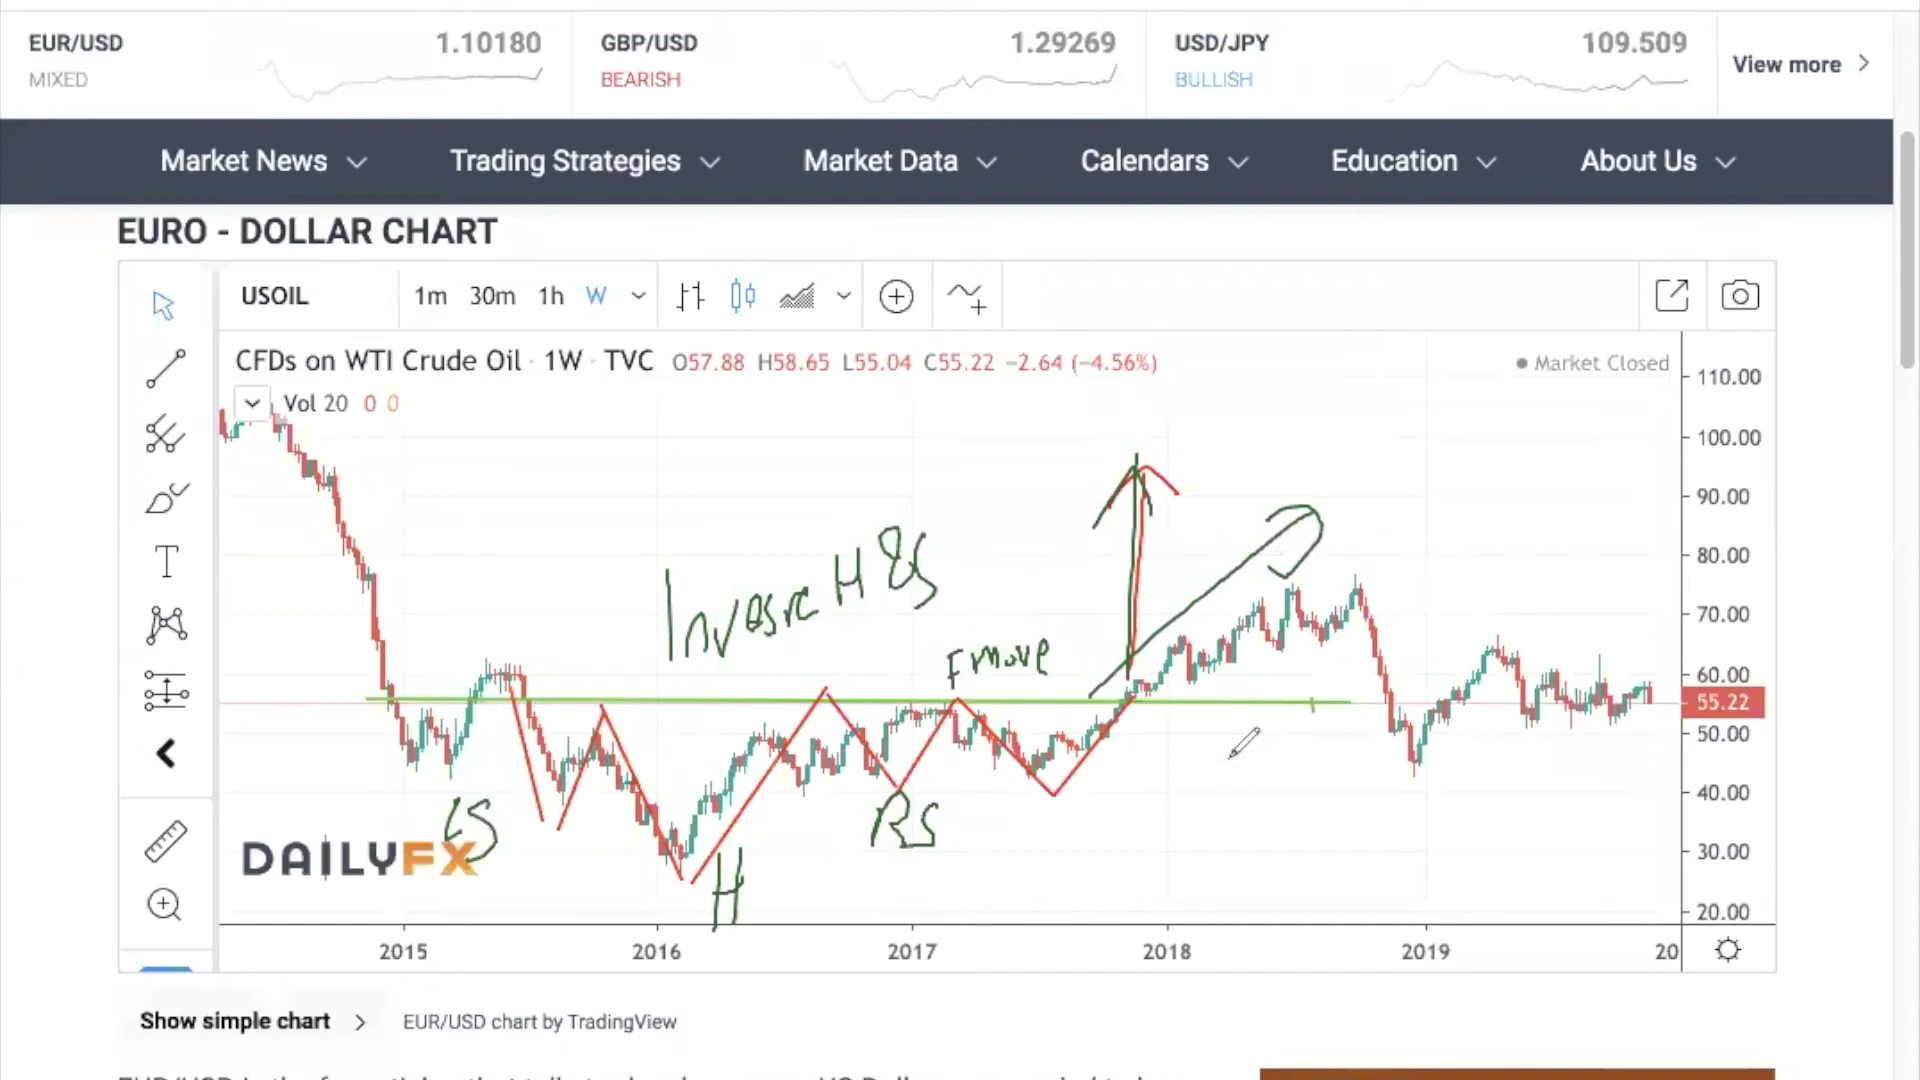 EUR/USD 1.10180 GBP/USD 1.29269 USD/JPY 109.509 View more
MIXED BEARISH BULLISH
Market News Trading Strategies Market Data Calendars Education About Us
EURO - DOLLAR CHART
USOIL 1m 30m 1h W
CFDs on WTI Crude Oil · 1W · TVC O57.88 H58.65 L55.04 C55.22 −2.64 (−4.56%) Market Closed
Vol 20 0 0
110.00
100.00
90.00
80.00
70.00
60.00
55.22
50.00
40.00
30.00
20.00
H &S
F move
LS
RS
H
DAILYFX
2015 2016 2017 2018 2019 20
Show simple chart EUR/USD chart by TradingView